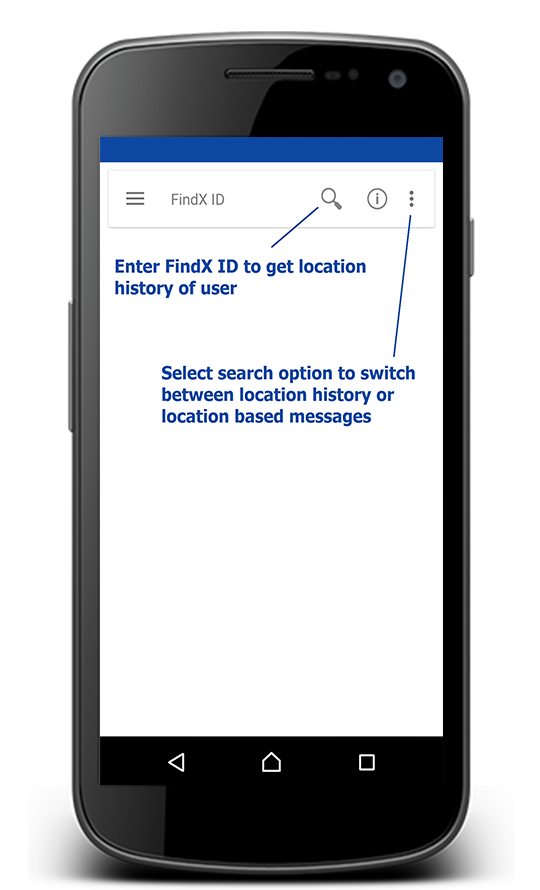 FindX ID
Enter FindX ID to get location
history of user
Select search option to switch
between location history or
location based messages